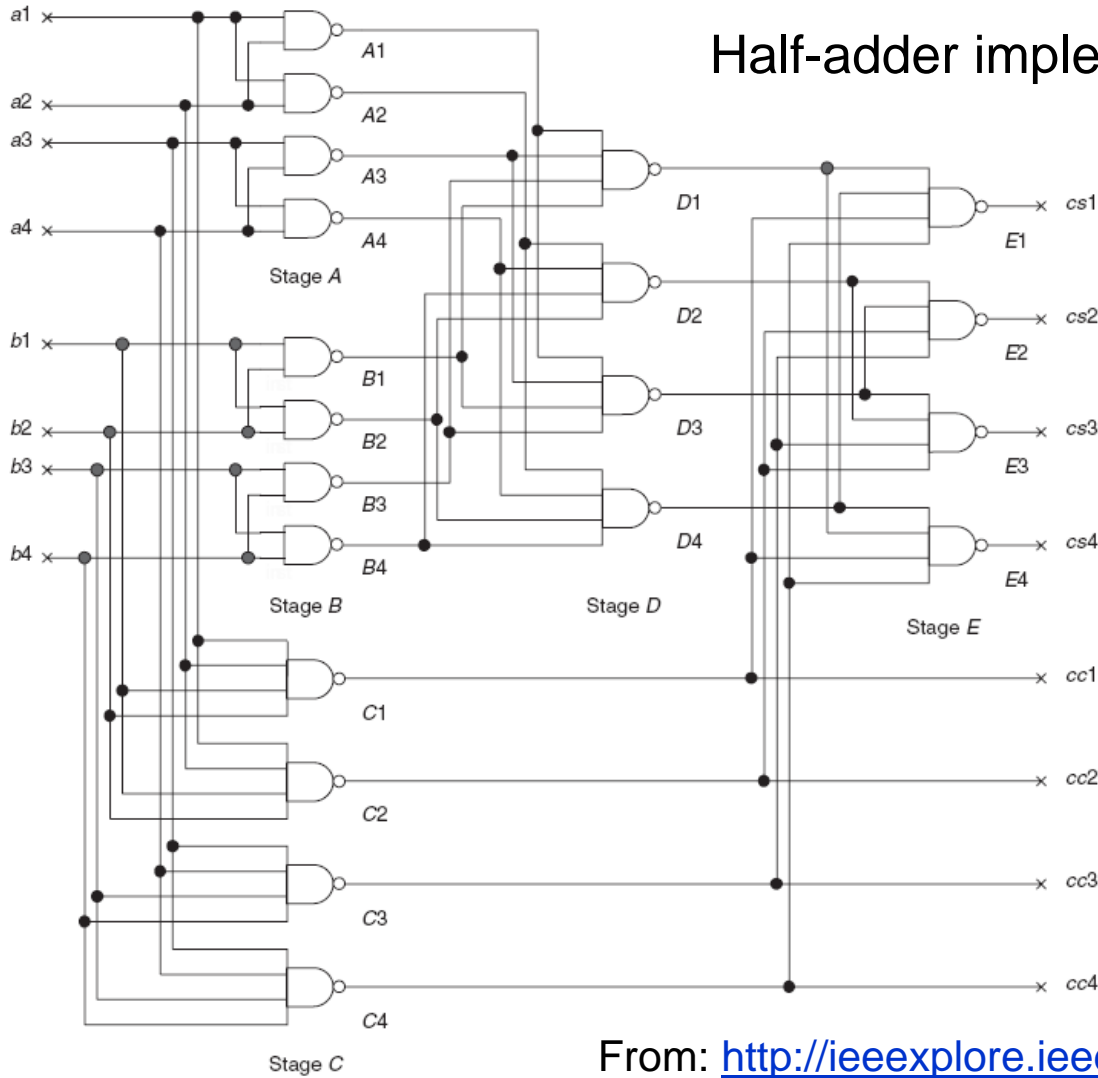 Half-adder imple
a1
a2
a3
a4
A1
A2
A3
A4
Stage A
b1
b2
b3
b4
B1
B2
B3
B4
Stage B
D1
D2
D3
D4
Stage D
cs1
E1
cs2
E2
cs3
E3
cs4
E4
Stage E
C1
cc1
C2
cc2
C3
cc3
C4
cc4
Stage C
From: http://ieeexplore.ieee